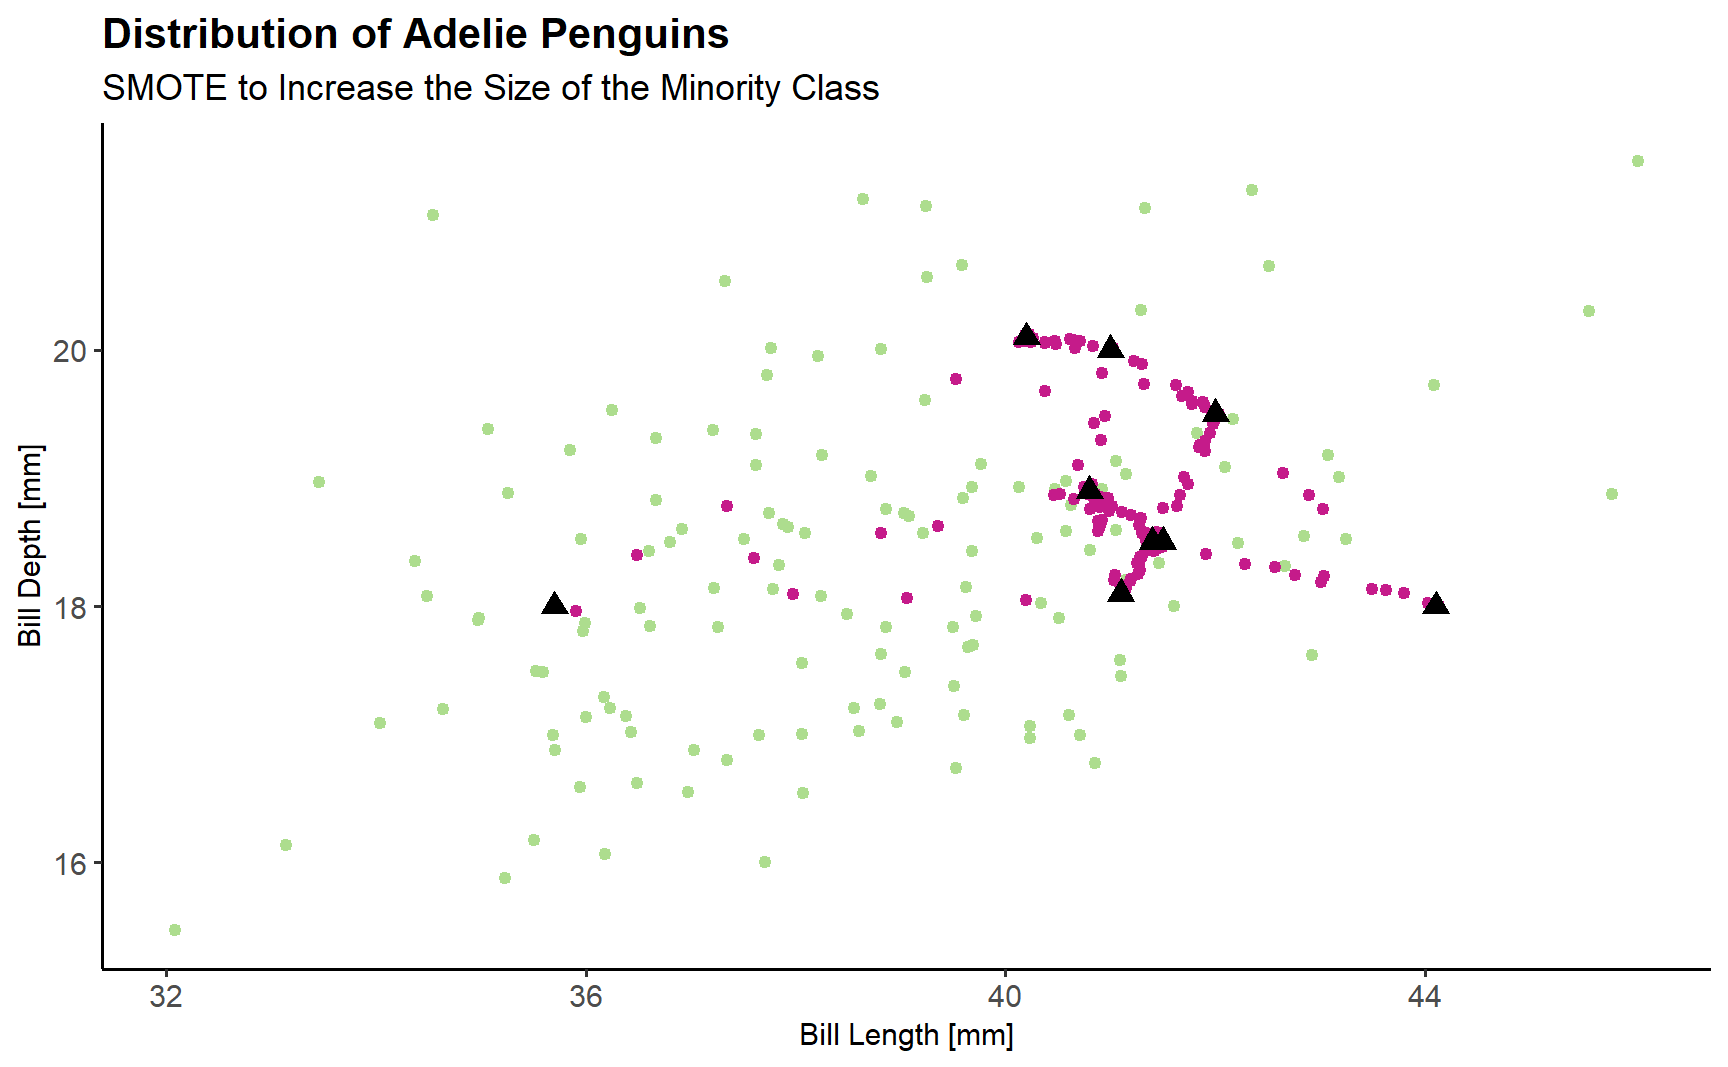 Distribution of Adelie Penguins
SMOTE to Increase the Size of the Minority Class
Bill Depth [mm]
20
18
16
32 36 40 44
Bill Length [mm]